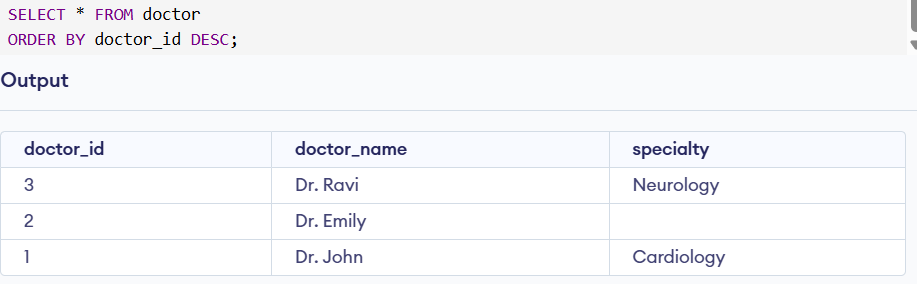 SELECT * FROM doctor
ORDER BY doctor_id DESC;
Output
doctor_id doctor_name specialty
3 Dr. Ravi Neurology
2 Dr. Emily
1 Dr. John Cardiology